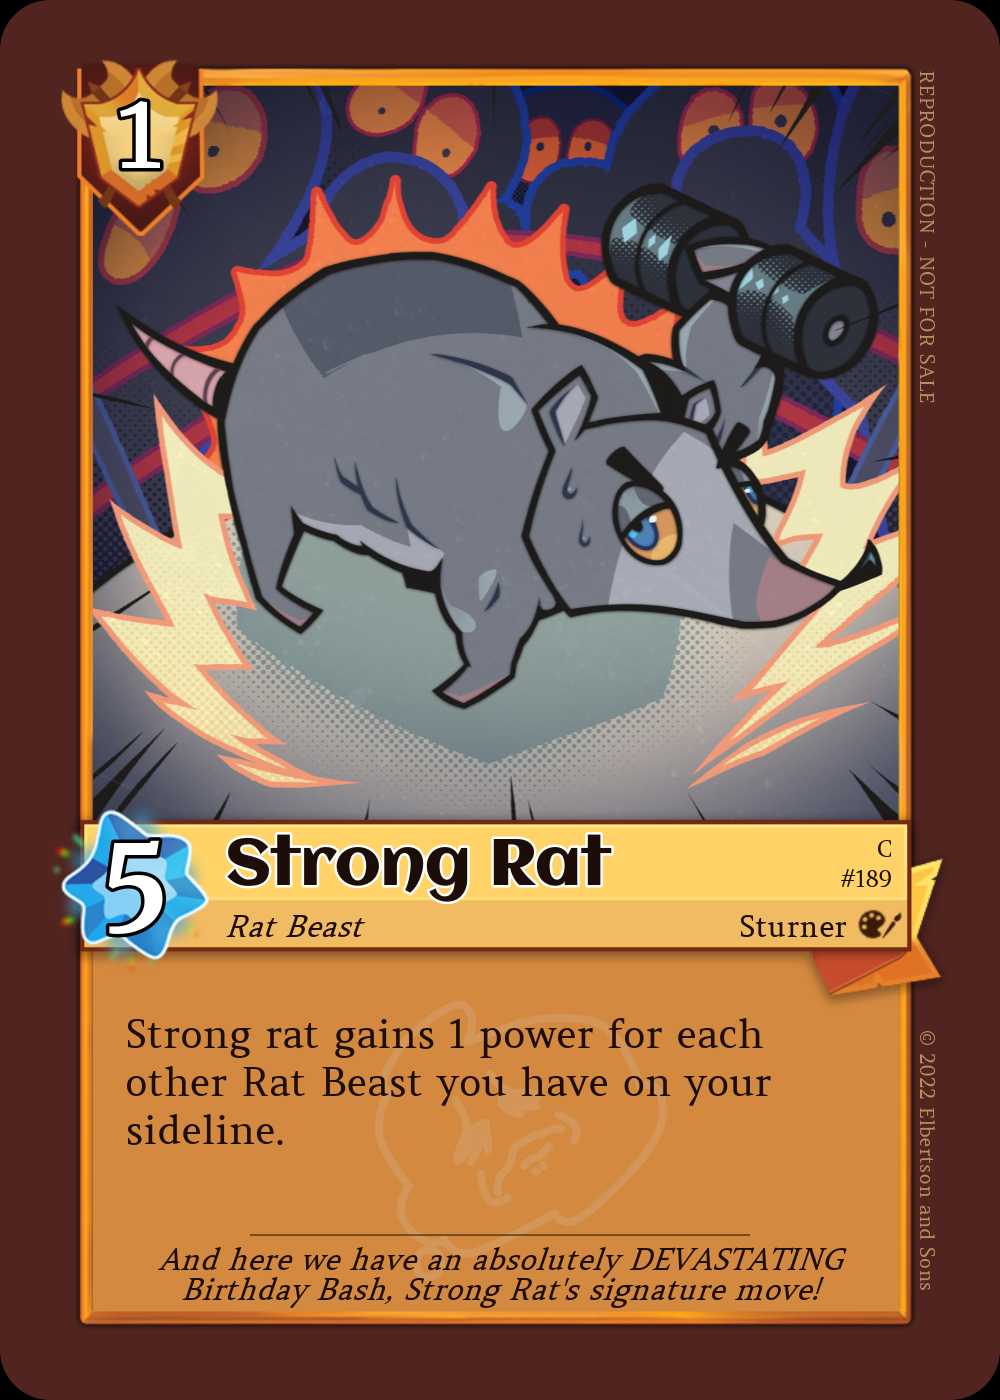 1
REPRODUCTION - NOT FOR SALE
5
Strong Rat
C
#189
Rat Beast
Sturner
Strong rat gains 1 power for each
other Rat Beast you have on your
sideline.
And here we have an absolutely DEVASTATING
Birthday Bash, Strong Rat's signature move!
© 2022 Elbertson and Sons